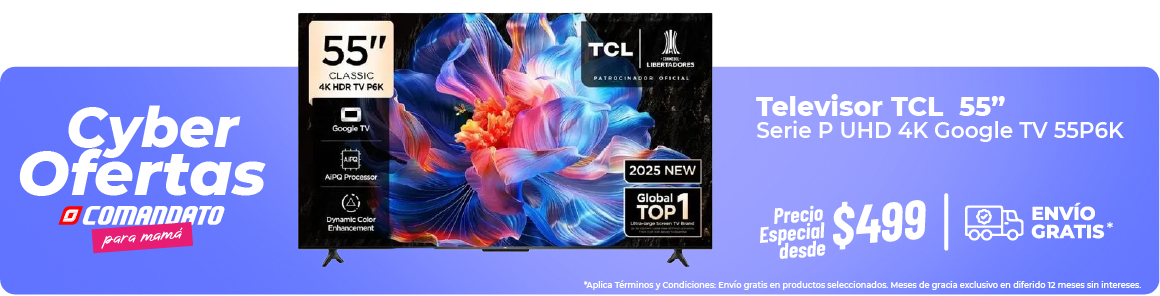 Cyber
Ofertas
COMANDATO
para mamá
55”
CLASSIC
4K HDR TV P6K
Google TV
AiPQ
AiPQ Processor
Dynamic Color
Enhancement
TCL
CONMEBOL
LIBERTADORES
PATROCINADOR OFICIAL
2025 NEW
Global
TOP 1
Ultra-large Screen TV Brand
Televisor TCL 55”
Serie P UHD 4K Google TV 55P6K
Precio
Especial
desde
$499
ENVÍO
GRATIS*
*Aplica Términos y Condiciones: Envío gratis en productos seleccionados. Meses de gracia exclusivo en diferido 12 meses sin intereses.